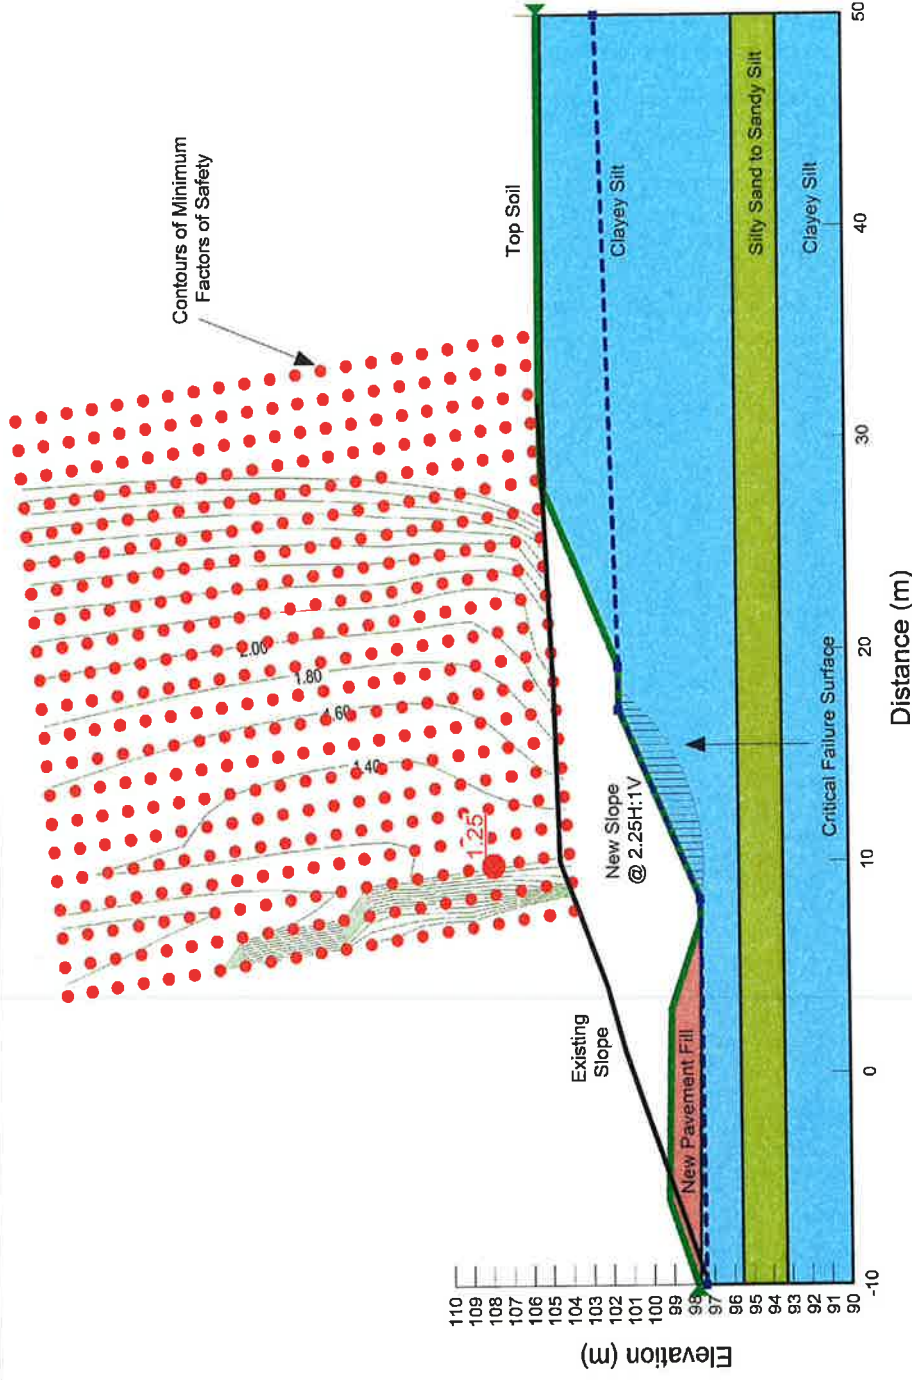 Contours of Minimum
Factors of Safety
2.00
1.80
1.60
1.40
1.25
Top Soil
Clayey Silt
Silty Sand to Sandy Silt
Clayey Silt
Existing
Slope
New Slope
@ 2.25H:1V
New Pavement Fill
Critical Failure Surface
110
109
108
107
106
105
104
103
102
101
100
99
98
97
96
95
94
93
92
91
90
Elevation (m)
-10
0
10
20
30
40
50
Distance (m)